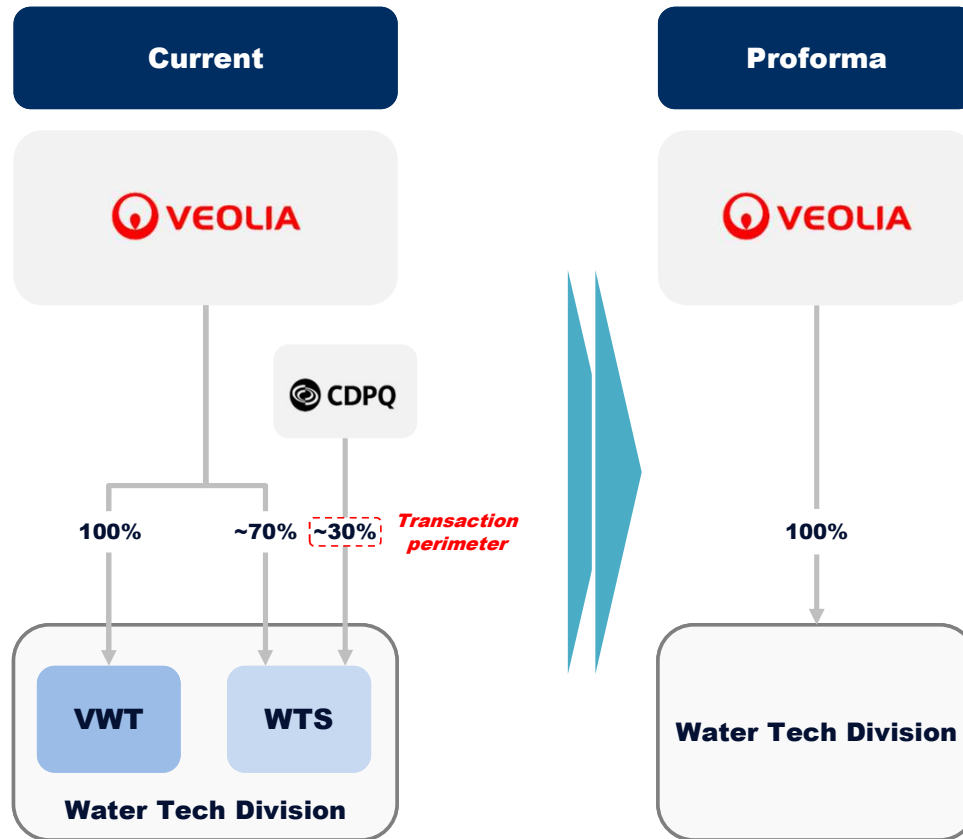 Current
Proforma
VEOLIA
VEOLIA
CDPQ
100%
~70%
~30%
Transaction
perimeter
100%
VWT
WTS
Water Tech Division
Water Tech Division